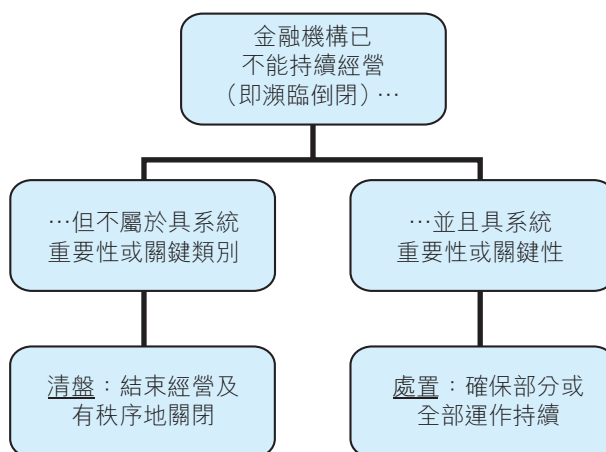 金融機構已
不能持續經營
（即瀕臨倒閉）…
…但不屬於具系統
重要性或關鍵類別
…並且具系統
重要性或關鍵性
清盤：結束經營及
有秩序地關閉
處置：確保部分或
全部運作持續